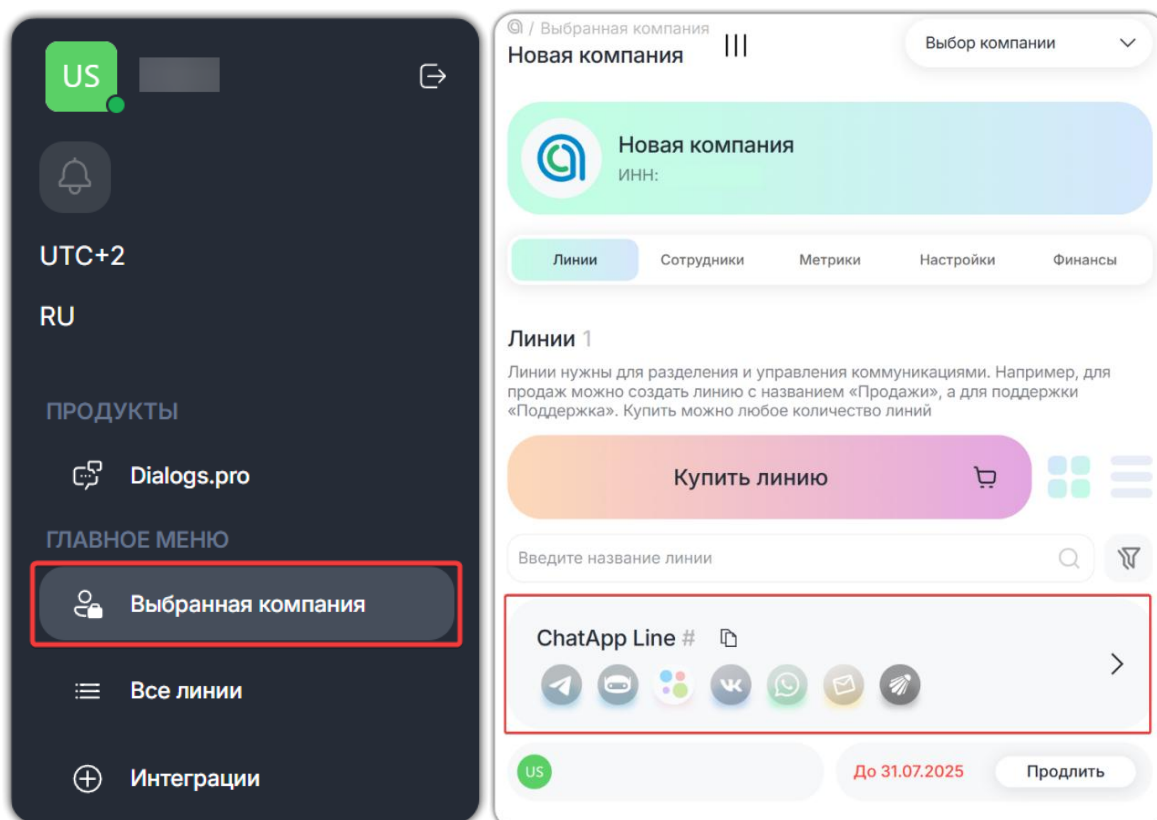 US
UTC+2
RU
ПРОДУКТЫ
Dialogs.pro
ГЛАВНОЕ МЕНЮ
Выбранная компания
Все линии
Интеграции
/ Выбранная компания
Новая компания
Выбор компании
Новая компания
ИНН:
Линии
Сотрудники
Метрики
Настройки
Финансы
Линии 1
Линии нужны для разделения и управления коммуникациями. Например, для
продаж можно создать линию с названием «Продажи», а для поддержки
«Поддержка». Купить можно любое количество линий
Купить линию
Введите название линии
ChatApp Line #
US
До 31.07.2025
Продлить